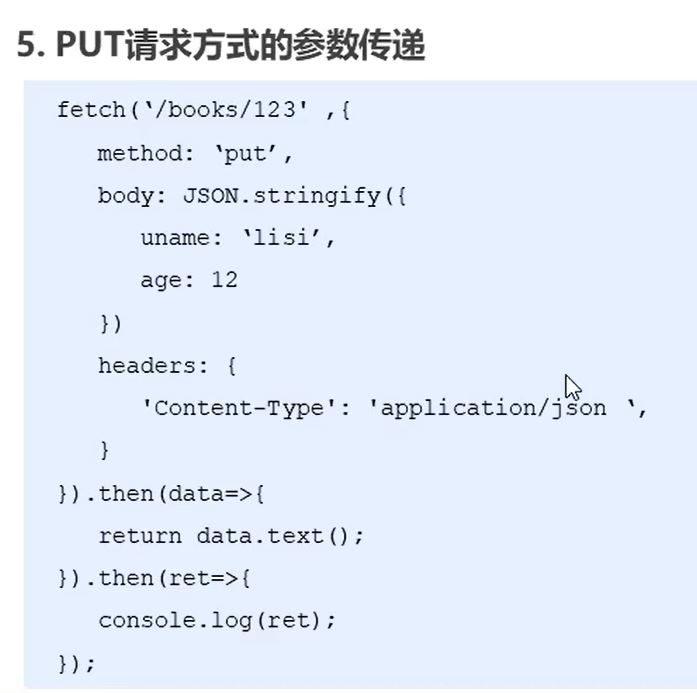 5. PUT请求方式的参数传递
fetch(‘/books/123' ,{
method: ‘put’,
body: JSON.stringify({
uname: ‘lisi’,
age: 12
})
headers: {
'Content-Type': 'application/json ‘,
}
}).then(data=>{
return data.text();
}).then(ret=>{
console.log(ret);
});